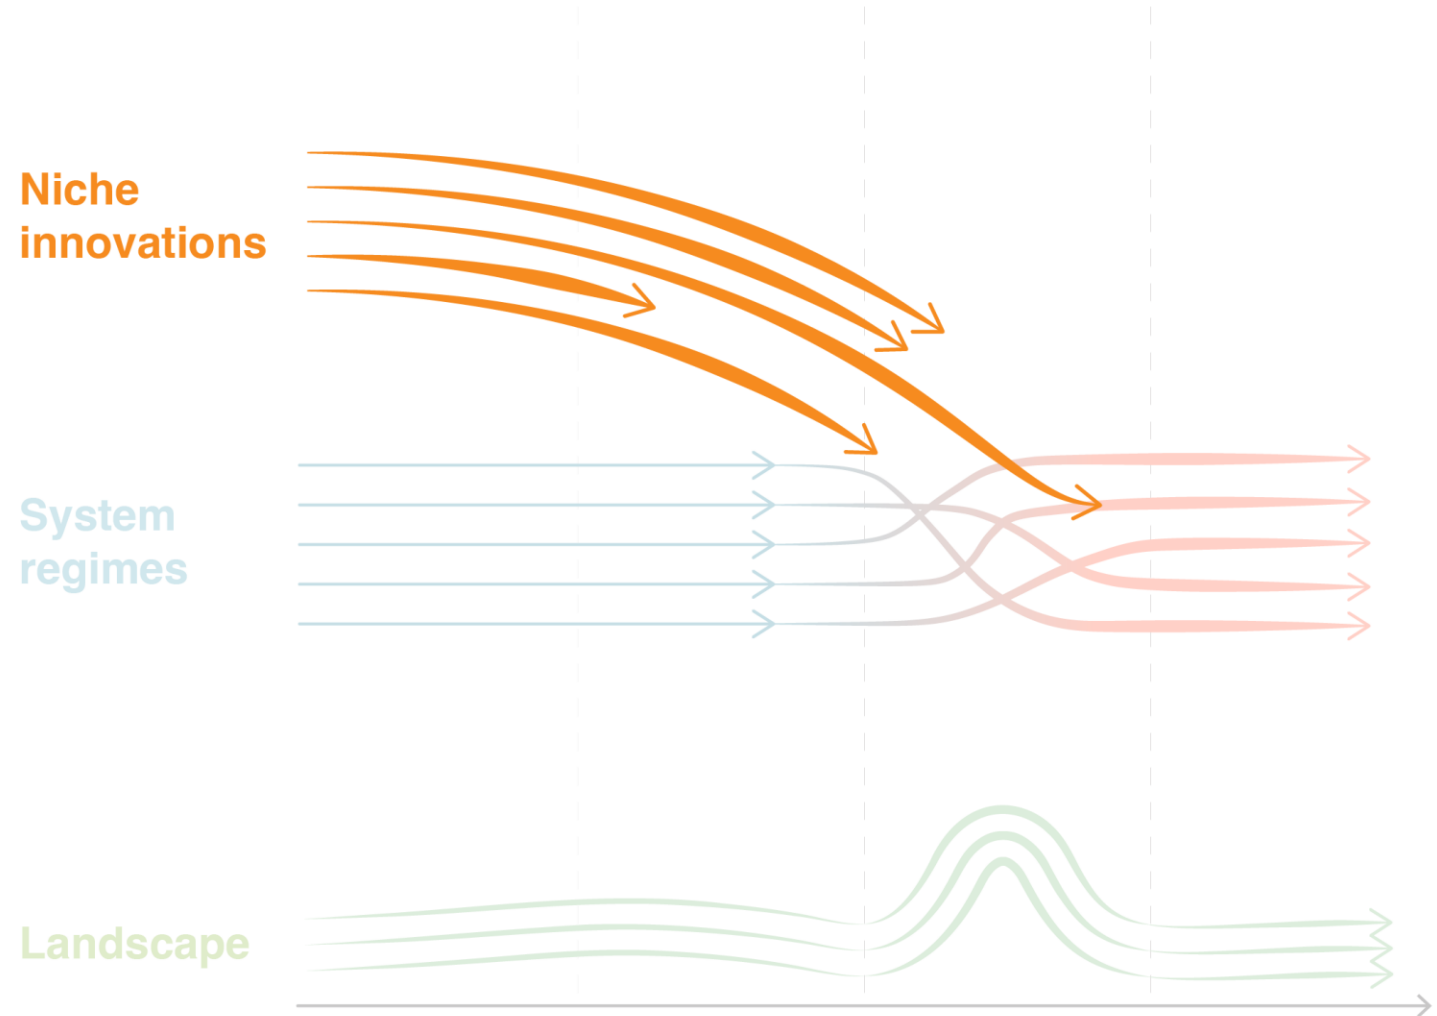 Niche
innovations
System
regimes
Landscape